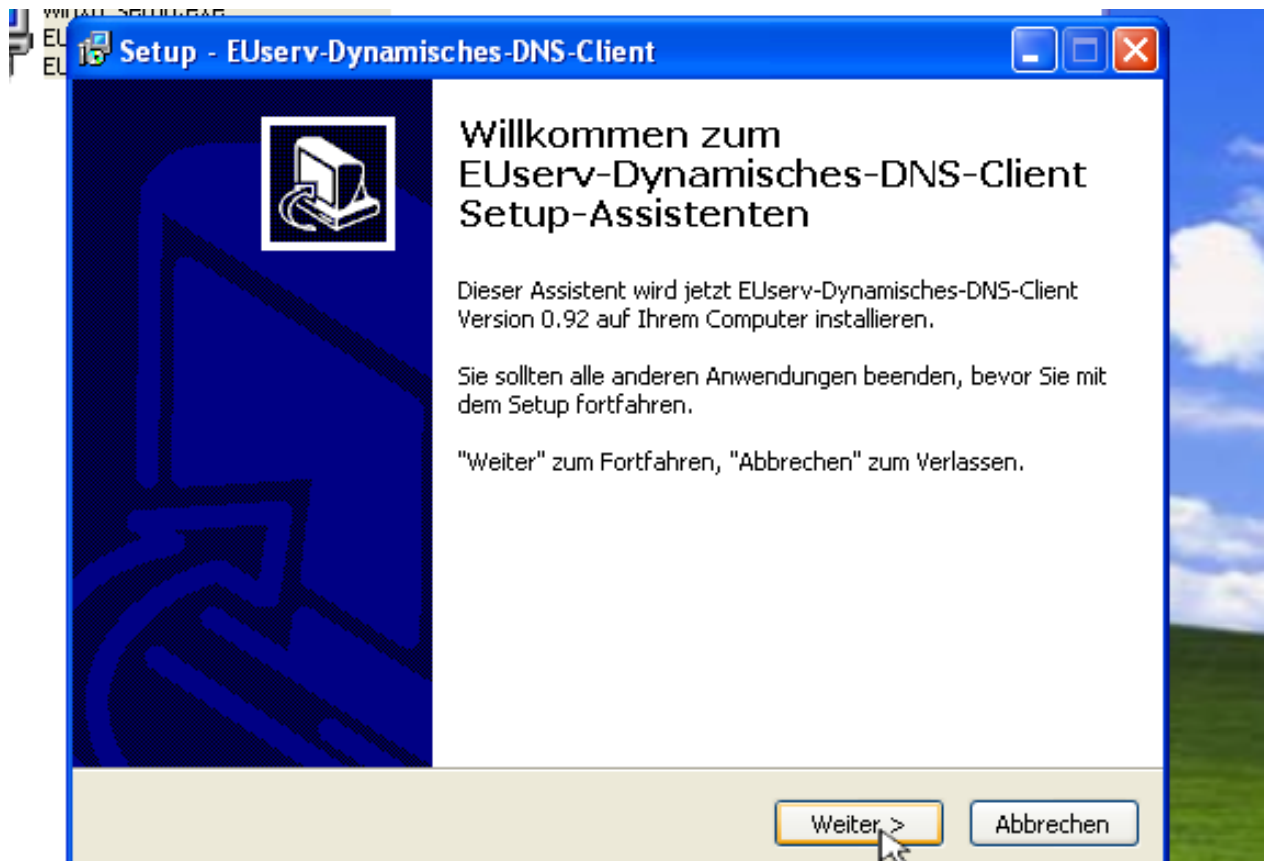 Setup - EUserv-Dynamisches-DNS-Client
Willkommen zum
EUserv-Dynamisches-DNS-Client
Setup-Assistenten
Dieser Assistent wird jetzt EUserv-Dynamisches-DNS-Client
Version 0.92 auf Ihrem Computer installieren.
Sie sollten alle anderen Anwendungen beenden, bevor Sie mit
dem Setup fortfahren.
"Weiter" zum Fortfahren, "Abbrechen" zum Verlassen.
Weiter >
Abbrechen